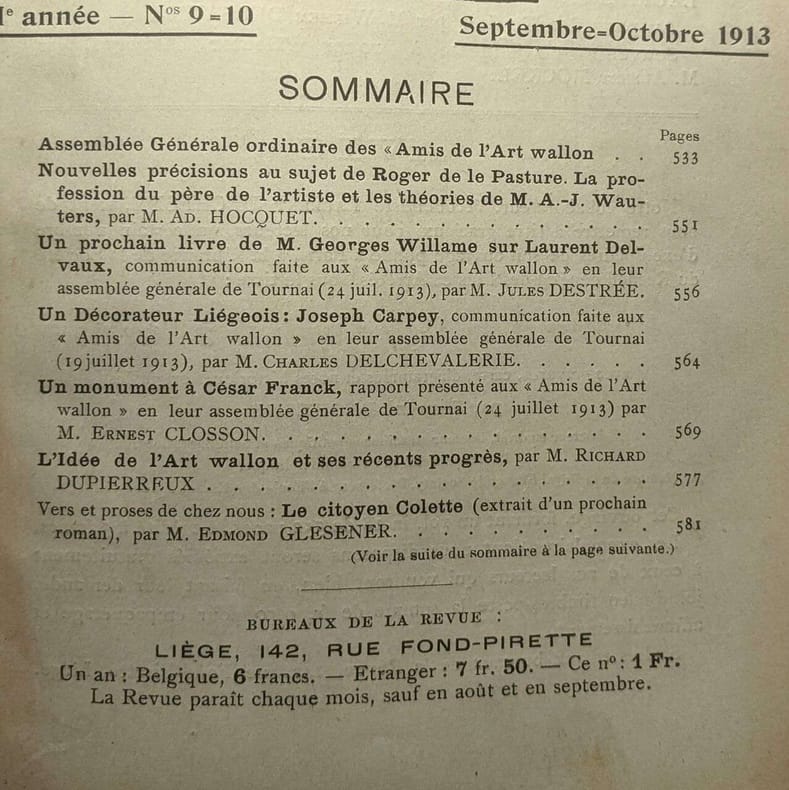 année — Nos 9=10
Septembre=Octobre 1913
SOMMAIRE
Pages
Assemblée Générale ordinaire des « Amis de l'Art wallon . . 533
Nouvelles précisions au sujet de Roger de le Pasture. La pro-
fession du père de l'artiste et les théories de M. A.-J. Wau-
ters, par M. AD. HOCQUET. . . . . . . . . . . . . . 551
Un prochain livre de M. Georges Willame sur Laurent Del-
vaux, communication faite aux « Amis de l'Art wallon » en leur
assemblée générale de Tournai (24 juil. 1913), par M. JULES DESTRÉE. 556
Un Décorateur Liégeois : Joseph Carpey, communication faite aux
« Amis de l'Art wallon » en leur assemblée générale de Tournai
(19 juillet 1913), par M. CHARLES DELCHEVALERIE. . . . . . 564
Un monument à César Franck, rapport présenté aux « Amis de l'Art
wallon » en leur assemblée générale de Tournai (24 juillet 1913) par
M. ERNEST CLOSSON. . . . . . . . . . . . . . . . 569
L'Idée de l'Art wallon et ses récents progrès, par M. RICHARD
DUPIERREUX . . . . . . . . . . . . . . . . . 577
Vers et proses de chez nous : Le citoyen Colette (extrait d'un prochain
roman), par M. EDMOND GLESENER. . . . . . . . . . . 581
(Voir la suite du sommaire à la page suivante.)
BUREAUX DE LA REVUE :
LIÈGE, 142, RUE FOND-PIRETTE
Un an : Belgique, 6 francs. — Etranger : 7 fr. 50. — Ce nº : 1 Fr.
La Revue paraît chaque mois, sauf en août et en septembre.